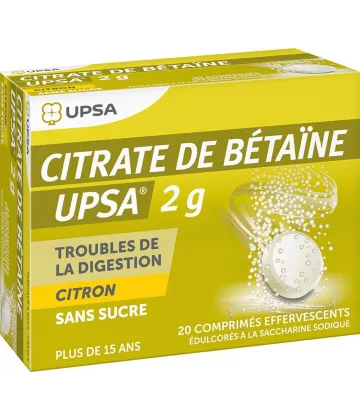 UPSA
CITRATE DE BÉTAÏNE
UPSA® 2 g
TROUBLES DE
LA DIGESTION
CITRON
SANS SUCRE
20 COMPRIMÉS EFFERVESCENTS
ÉDULCORÉS À LA SACCHARINE SODIQUE
PLUS DE 15 ANS